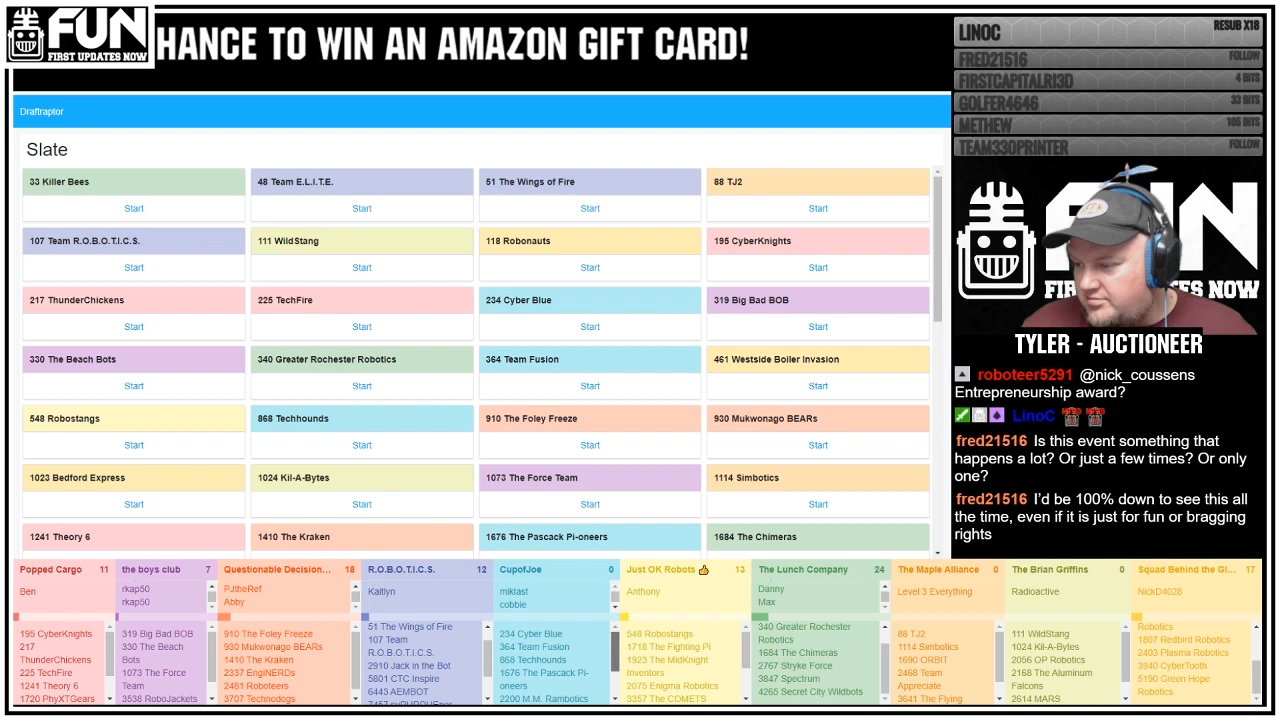 FUN
FIRST UPDATES NOW
HANCE TO WIN AN AMAZON GIFT CARD!
LINOC RESUB X18
FRED21516 FOLLOW
FIRSTCAPITALRI3D 4 BITS
GOLFER4646 33 BITS
METHEW 105 BITS
TEAM330PRINTER FOLLOW
Draftraptor
Slate
33 Killer Bees 48 Team E.L.I.T.E. 51 The Wings of Fire 88 TJ2
Start Start Start Start
107 Team R.O.B.O.T.I.C.S. 111 WildStang 118 Robonauts 195 CyberKnights
Start Start Start Start
217 ThunderChickens 225 TechFire 234 Cyber Blue 319 Big Bad BOB
Start Start Start Start
330 The Beach Bots 340 Greater Rochester Robotics 364 Team Fusion 461 Westside Boiler Invasion
Start Start Start Start
548 Robostangs 868 Techhounds 910 The Foley Freeze 930 Mukwonago BEARs
Start Start Start Start
1023 Bedford Express 1024 Kil-A-Bytes 1073 The Force Team 1114 Simbotics
Start Start Start Start
1241 Theory 6 1410 The Kraken 1676 The Pascack Pi-oneers 1684 The Chimeras
FUN
FIR ES NOW
TYLER - AUCTIONEER
roboteer5291 @nick_coussens
Entrepreneurship award?
LinoC
fred21516 Is this event something that
happens a lot? Or just a few times? Or only
one?
fred21516 I'd be 100% down to see this all
the time, even if it is just for fun or bragging
rights
Popped Cargo 11
Ben
195 CyberKnights
217
ThunderChickens
225 TechFire
1241 Theory 6
1720 PhyXTGears
the boys club 7
rkap50
rkap50
319 Big Bad BOB
330 The Beach
Bots
1073 The Force
Team
3538 RoboJackets
Questionable Decision... 18
PJtheRef
Abby
910 The Foley Freeze
930 Mukwonago BEARs
1410 The Kraken
2337 EngiNERDs
2481 Roboteers
3707 Technodogs
R.O.B.O.T.I.C.S. 12
Kaitlyn
51 The Wings of Fire
107 Team
R.O.B.O.T.I.C.S.
2910 Jack in the Bot
3801 CTC Inspire
6443 AEMBOT
CupofJoe 0
miklast
cobbie
234 Cyber Blue
364 Team Fusion
868 Techhounds
1676 The Pascack Pi-
oneers
2200 M.M. Rambotics
Just OK Robots 13
Anthony
548 Robostangs
1718 The Fighting Pi
1923 The MidKnight
Inventors
2075 Enigma Robotics
3357 The COMETS
The Lunch Company 24
Danny
Max
340 Greater Rochester
Robotics
1684 The Chimeras
2767 Stryke Force
3847 Spectrum
4265 Secret City Wildbots
The Maple Alliance 0
Level 3 Everything
88 TJ2
1114 Simbotics
1690 ORBIT
2468 Team
Appreciate
3641 The Flying
The Brian Griffins 0
Radioactive
111 WildStang
1024 Kil-A-Bytes
2056 OP Robotics
2168 The Aluminum
Falcons
2614 MARS
Squad Behind the Gl... 17
NickD4028
Robotics
1807 Redbird Robotics
2403 Plasma Robotics
3940 CyberTooth
5190 Green Hope
Robotics